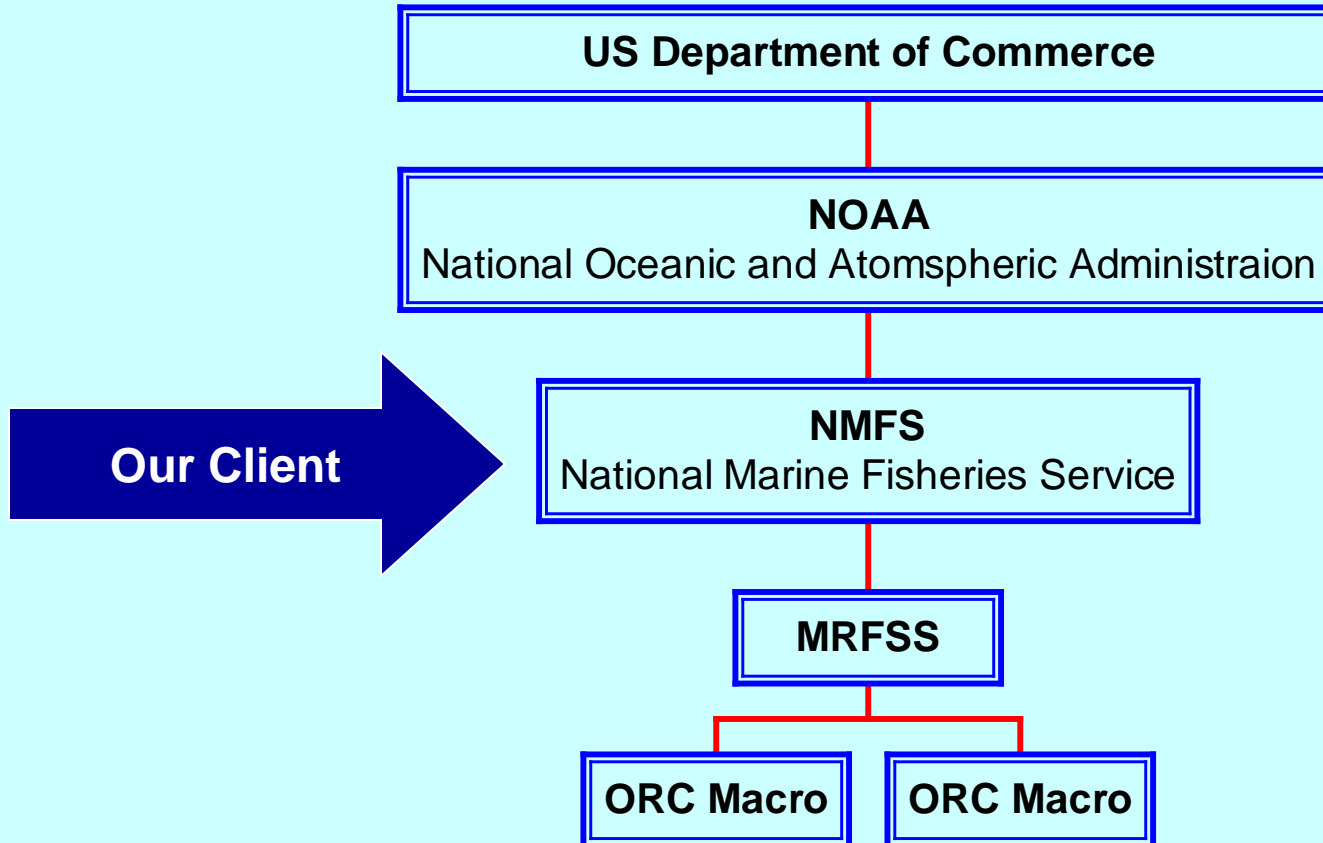 US Department of Commerce
NOAA
National Oceanic and Atomspheric Administraion
Our Client
NMFS
National Marine Fisheries Service
MRFSS
ORC Macro
ORC Macro